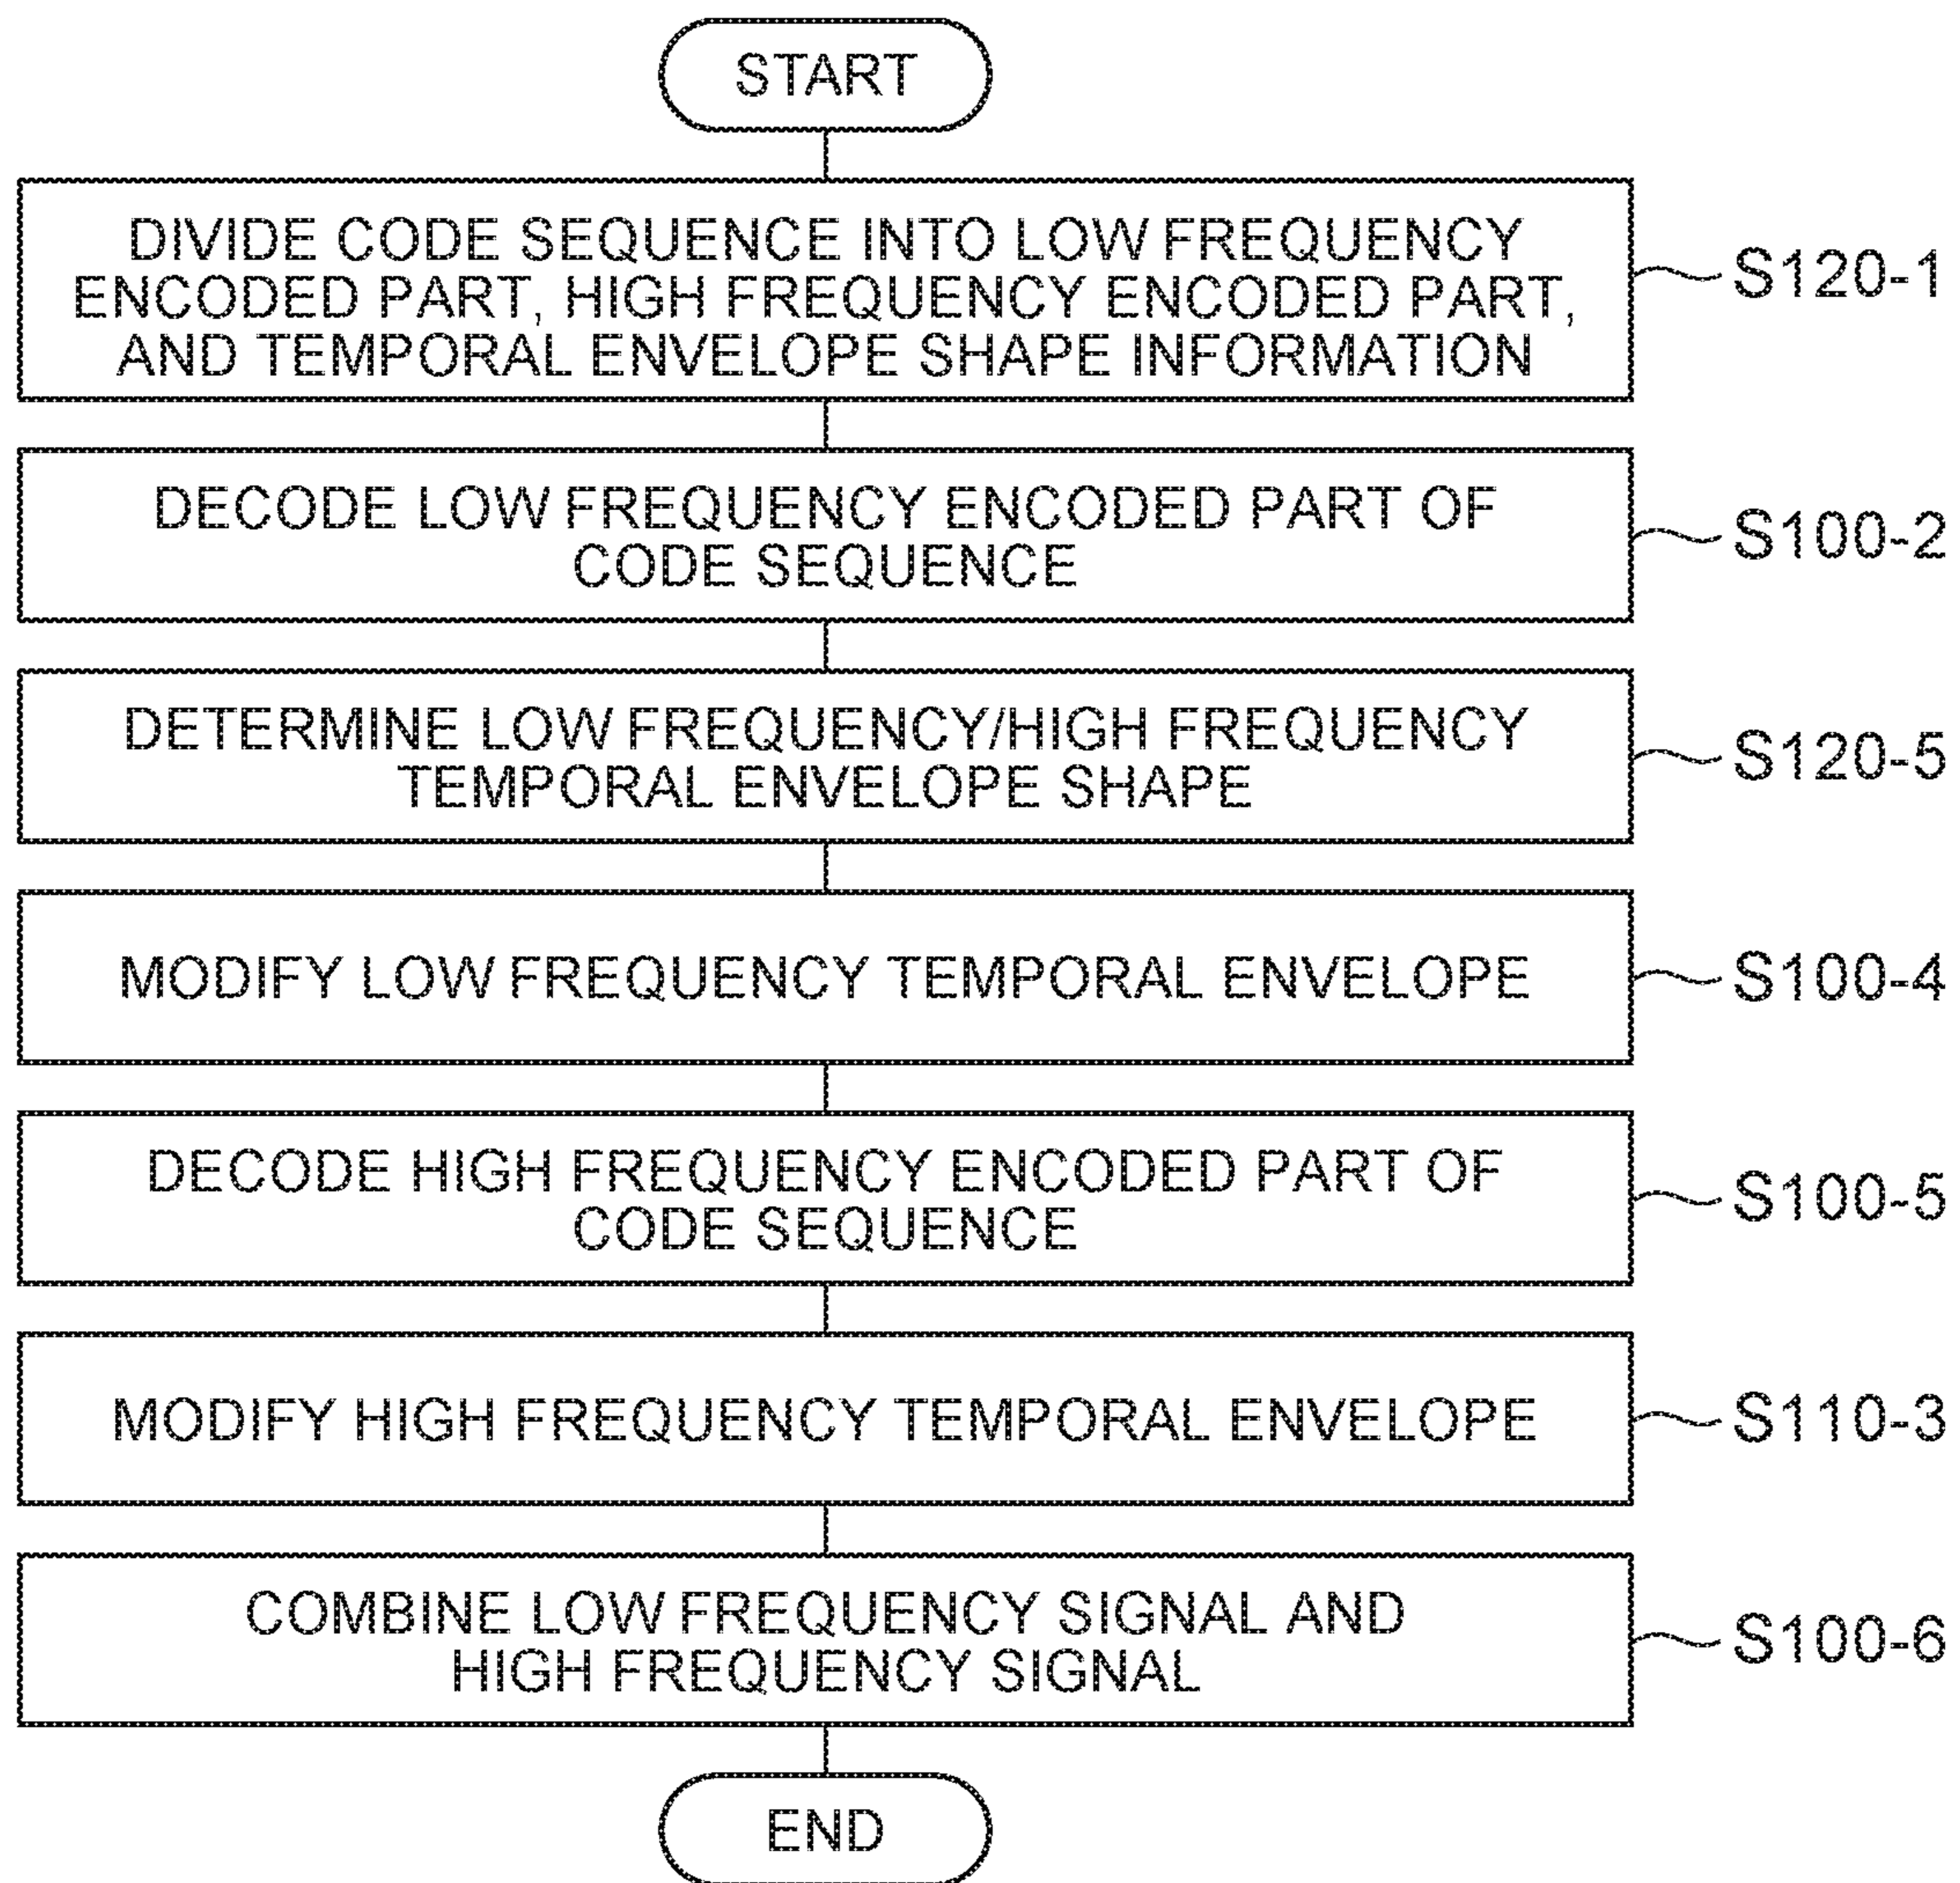 START
DIVIDE CODE SEQUENCE INTO LOW FREQUENCY
ENCODED PART, HIGH FREQUENCY ENCODED PART,
AND TEMPORAL ENVELOPE SHAPE INFORMATION
S120-1
DECODE LOW FREQUENCY ENCODED PART OF
CODE SEQUENCE
S100-2
DETERMINE LOW FREQUENCY/HIGH FREQUENCY
TEMPORAL ENVELOPE SHAPE
S120-5
MODIFY LOW FREQUENCY TEMPORAL ENVELOPE
S100-4
DECODE HIGH FREQUENCY ENCODED PART OF
CODE SEQUENCE
S100-5
MODIFY HIGH FREQUENCY TEMPORAL ENVELOPE
S110-3
COMBINE LOW FREQUENCY SIGNAL AND
HIGH FREQUENCY SIGNAL
S100-6
END